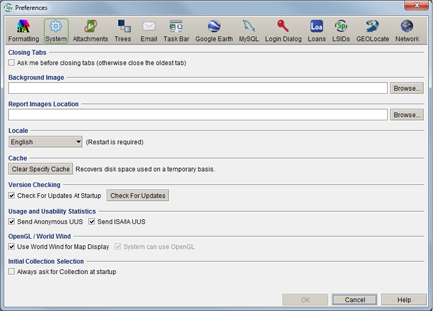 Preferences
Formatting System Attachments Trees Email Task Bar Google Earth MySQL Login Dialog Loans LSIDs GEOLocate Network
Closing Tabs
Ask me before closing tabs (otherwise close the oldest tab)
Background Image
Browse...
Report Images Location
Browse...
Locale
English (Restart is required)
Cache
Clear Specify Cache Recovers disk space used on a temporary basis.
Version Checking
Check For Updates At Startup Check For Updates
Usage and Usability Statistics
Send Anonymous UUS Send ISA#A UUS
OpenGL / World Wind
Use World Wind for Map Display System can use OpenGL
Initial Collection Selection
Always ask for Collection at startup
OK Cancel Help